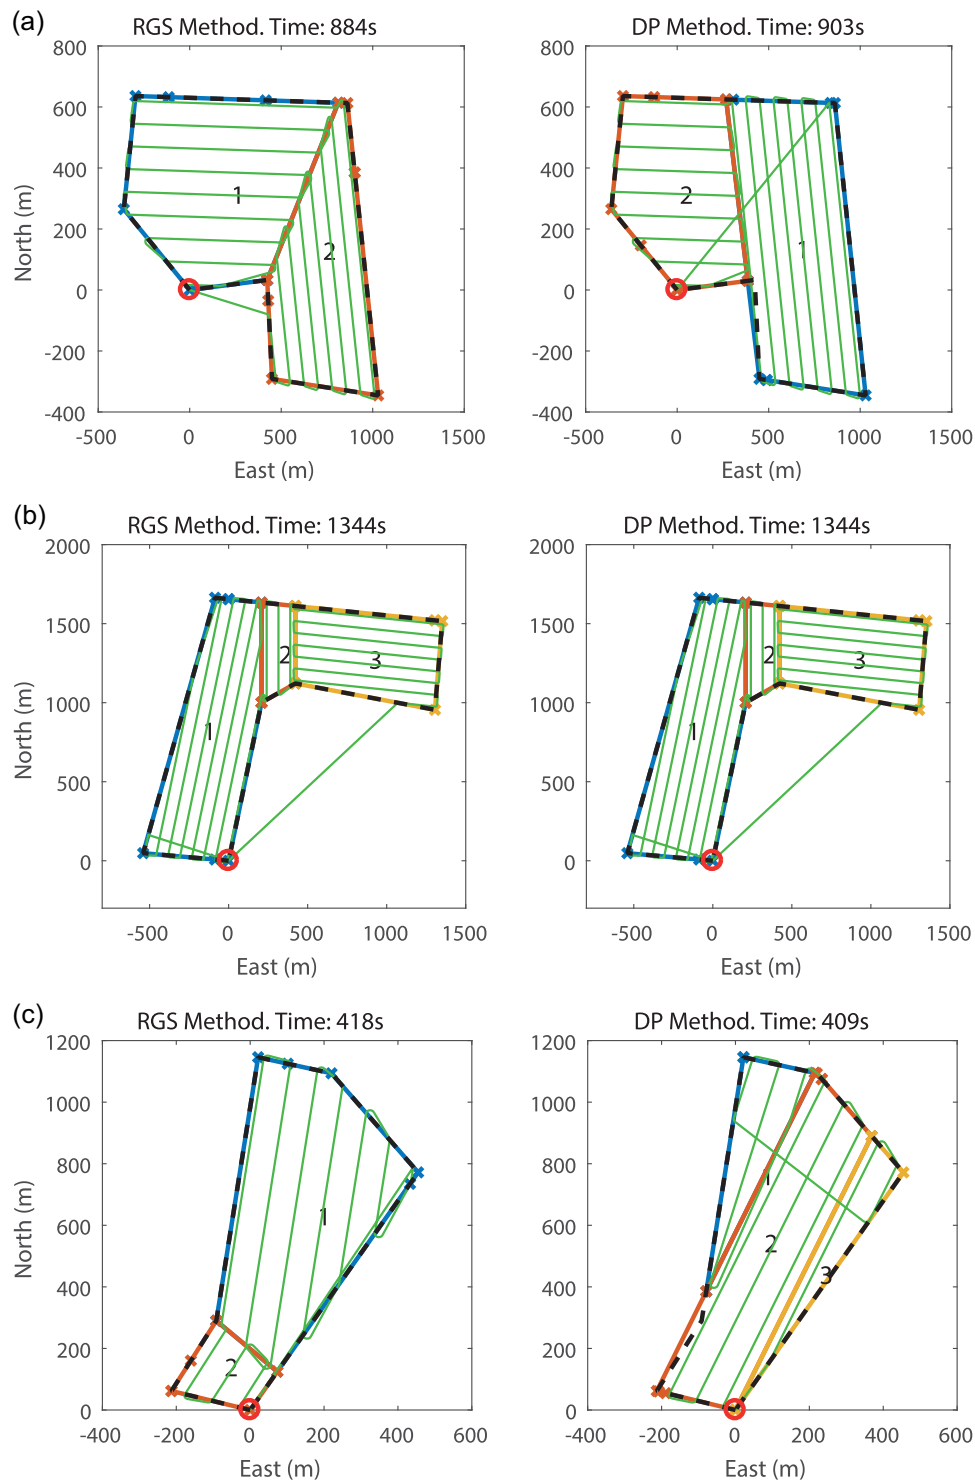 (a)
RGS Method. Time: 884s
DP Method. Time: 903s
800
600
400
200
0
-200
-400
North (m)
1
2
-500 0 500 1000 1500
East (m)
800
600
400
200
0
-200
-400
2
1
-500 0 500 1000 1500
East (m)
(b)
RGS Method. Time: 1344s
DP Method. Time: 1344s
2000
1500
1000
500
0
North (m)
1
2
3
-500 0 500 1000 1500
East (m)
2000
1500
1000
500
0
1
2
3
-500 0 500 1000 1500
East (m)
(c)
RGS Method. Time: 418s
DP Method. Time: 409s
1200
1000
800
600
400
200
0
North (m)
1
2
-400 -200 0 200 400 600
East (m)
1200
1000
800
600
400
200
0
1
2
3
-400 -200 0 200 400 600
East (m)